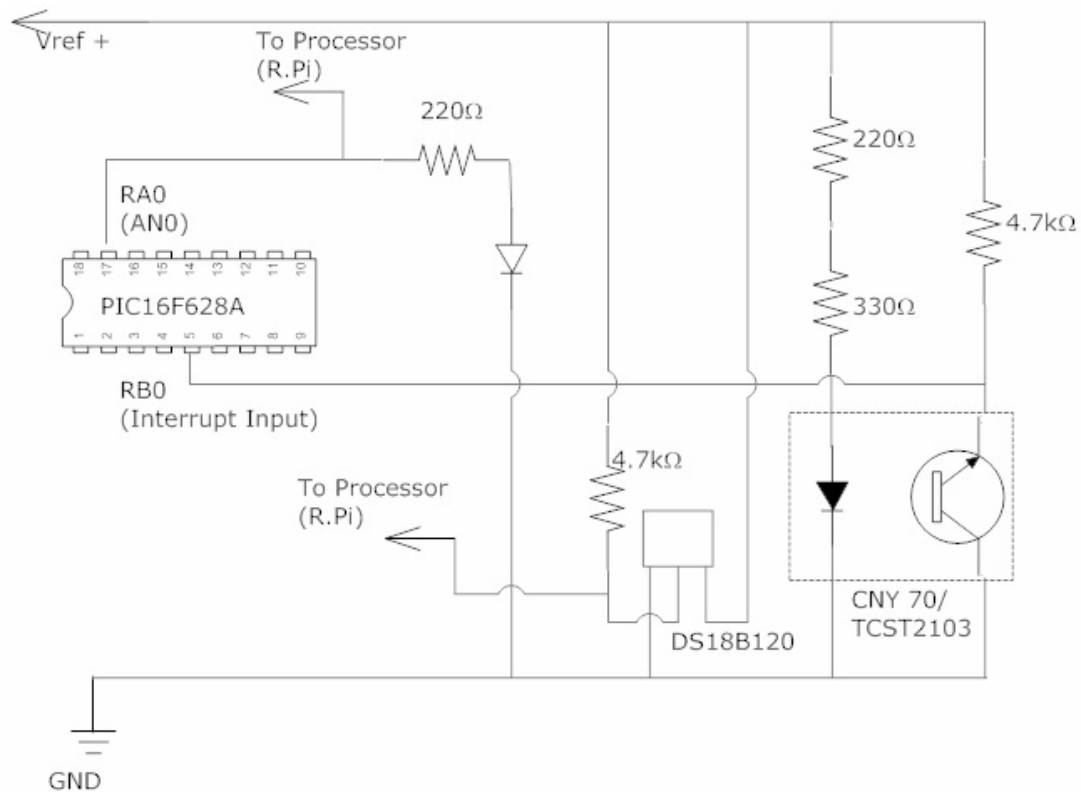 Vref +
To Processor
(R.Pi)
220Ω
220Ω
RA0
(AN0)
4.7kΩ
18 17 16 15 14 13 12 11 10
PIC16F628A
330Ω
1 2 3 4 5 6 7 8 9
RB0
(Interrupt Input)
4.7kΩ
To Processor
(R.Pi)
CNY 70/
TCST2103
DS18B120
GND